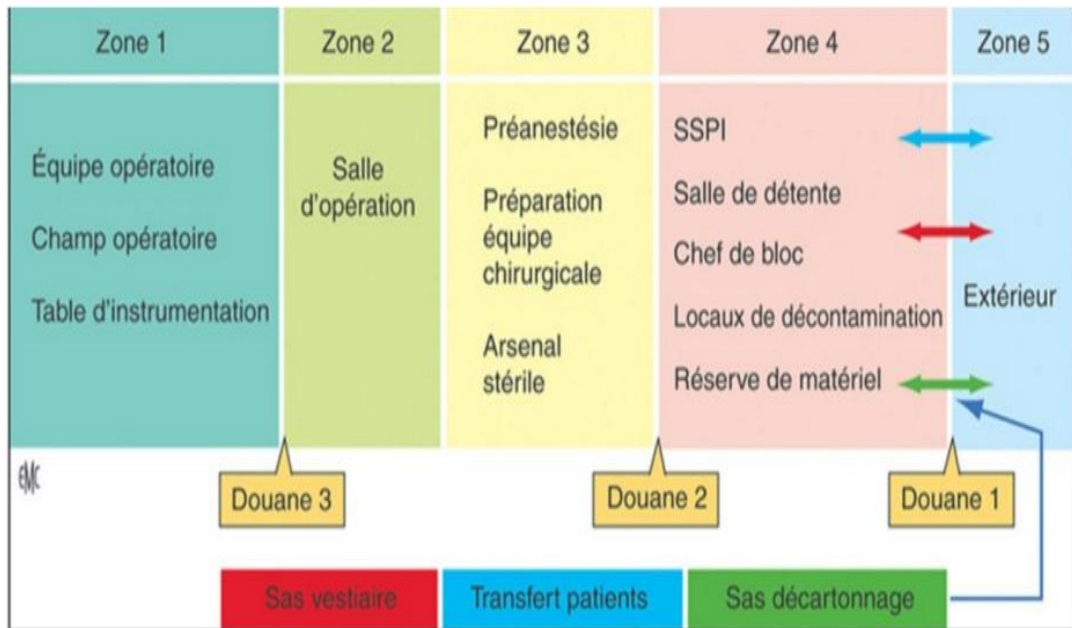 Zone 1
Zone 2
Zone 3
Zone 4
Zone 5
Équipe opératoire
Champ opératoire
Table d'instrumentation
Salle
d'opération
Préanestésie
Préparation
équipe
chirurgicale
Arsenal
stérile
SSPI
Salle de détente
Chef de bloc
Locaux de décontamination
Réserve de matériel
Extérieur
EMC
Douane 3
Douane 2
Douane 1
Sas vestiaire
Transfert patients
Sas décartonnage